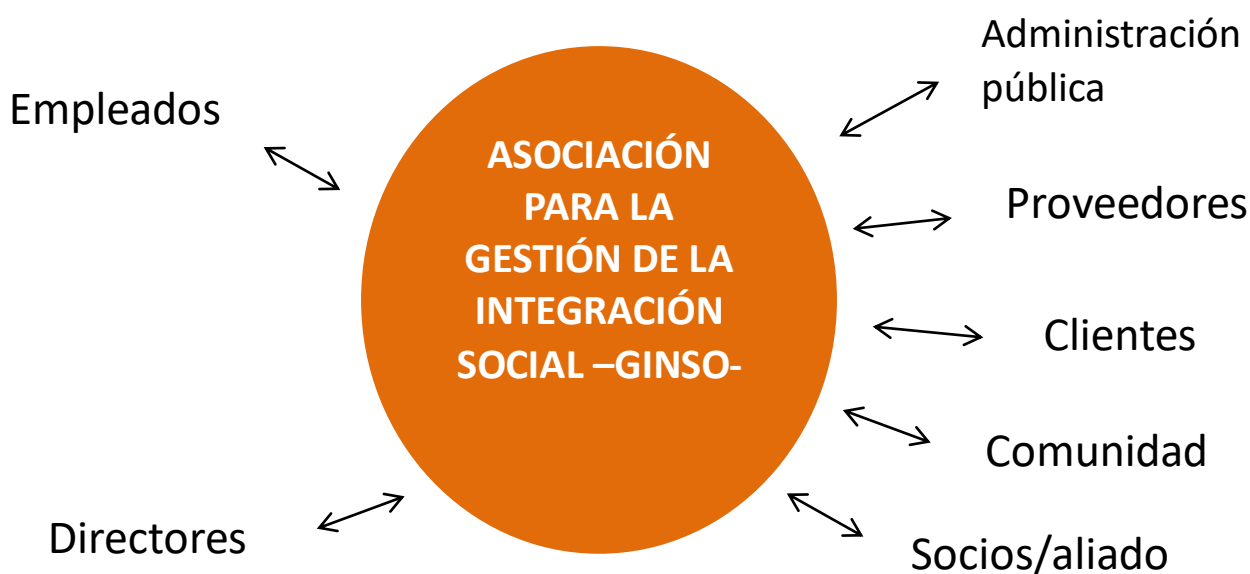 Administración
pública
Empleados
ASOCIACIÓN
PARA LA
GESTIÓN DE LA
INTEGRACIÓN
SOCIAL –GINSO-
Proveedores
Clientes
Comunidad
Directores
Socios/aliado